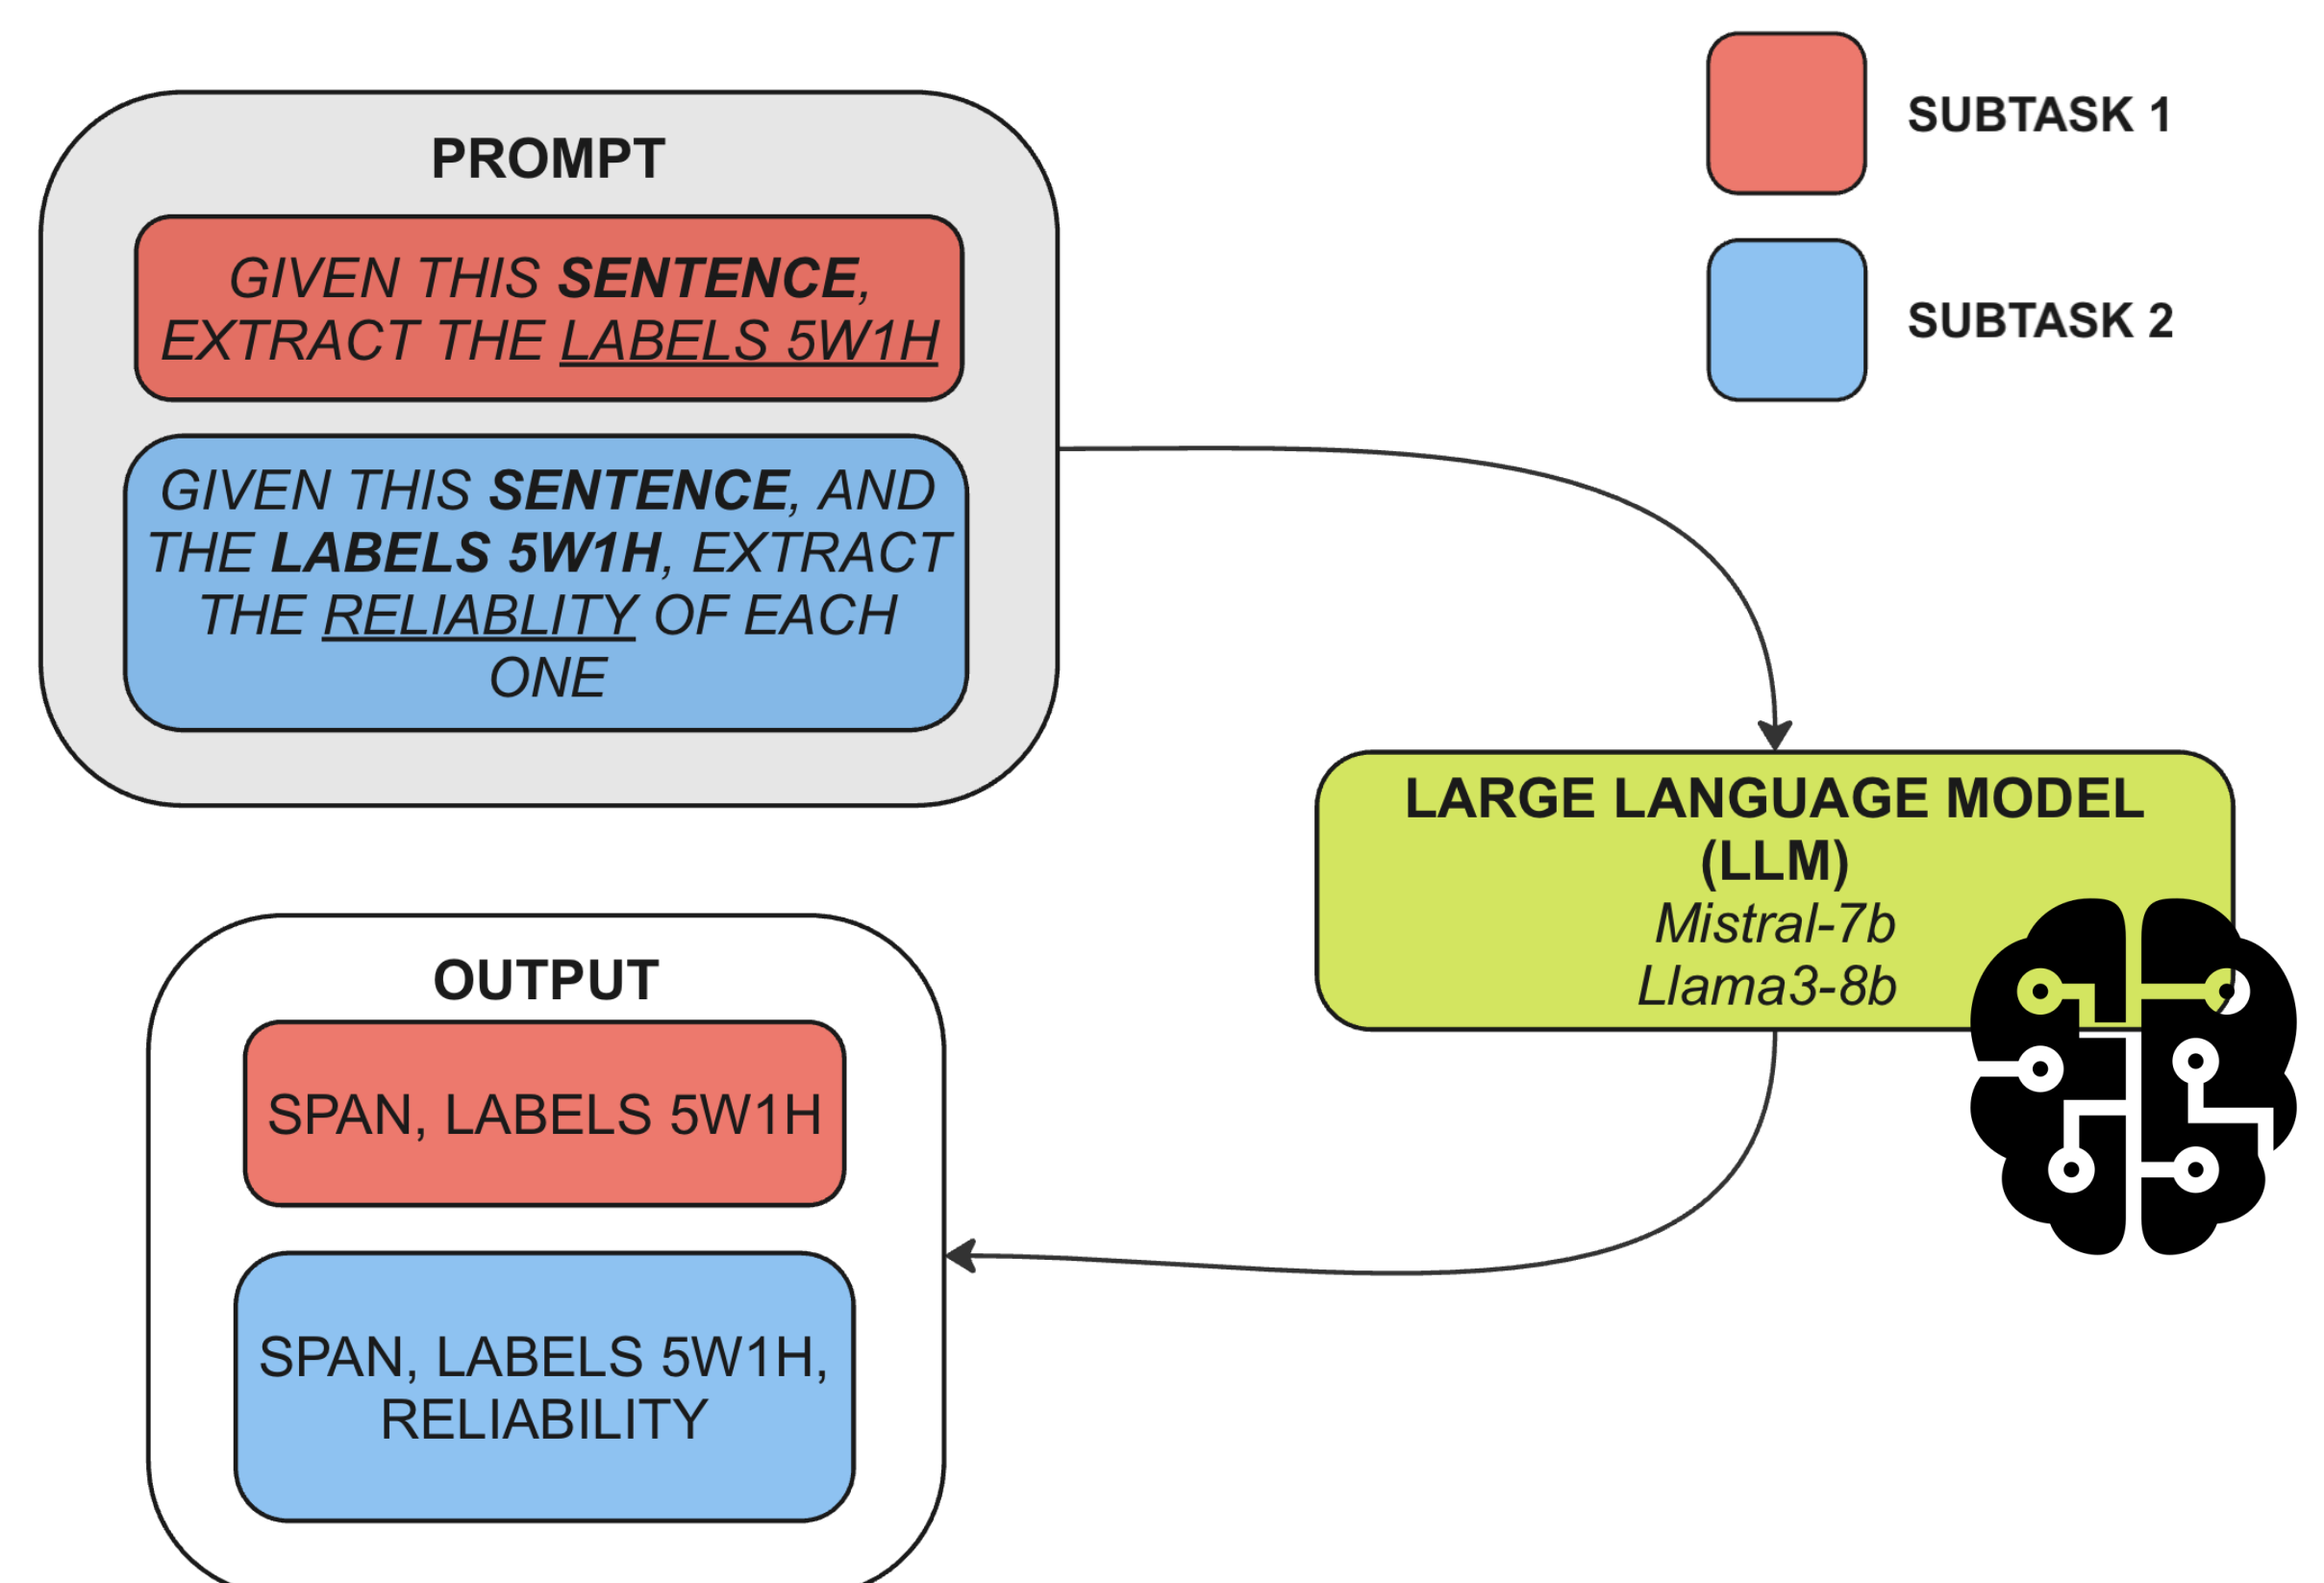 PROMPT
GIVEN THIS SENTENCE,
EXTRACT THE LABELS 5W1H
GIVEN THIS SENTENCE, AND
THE LABELS 5W1H, EXTRACT
THE RELIABLITY OF EACH
ONE
SUBTASK 1
SUBTASK 2
LARGE LANGUAGE MODEL
(LLM)
Mistral-7b
Llama3-8b
OUTPUT
SPAN, LABELS 5W1H
SPAN, LABELS 5W1H,
RELIABILITY